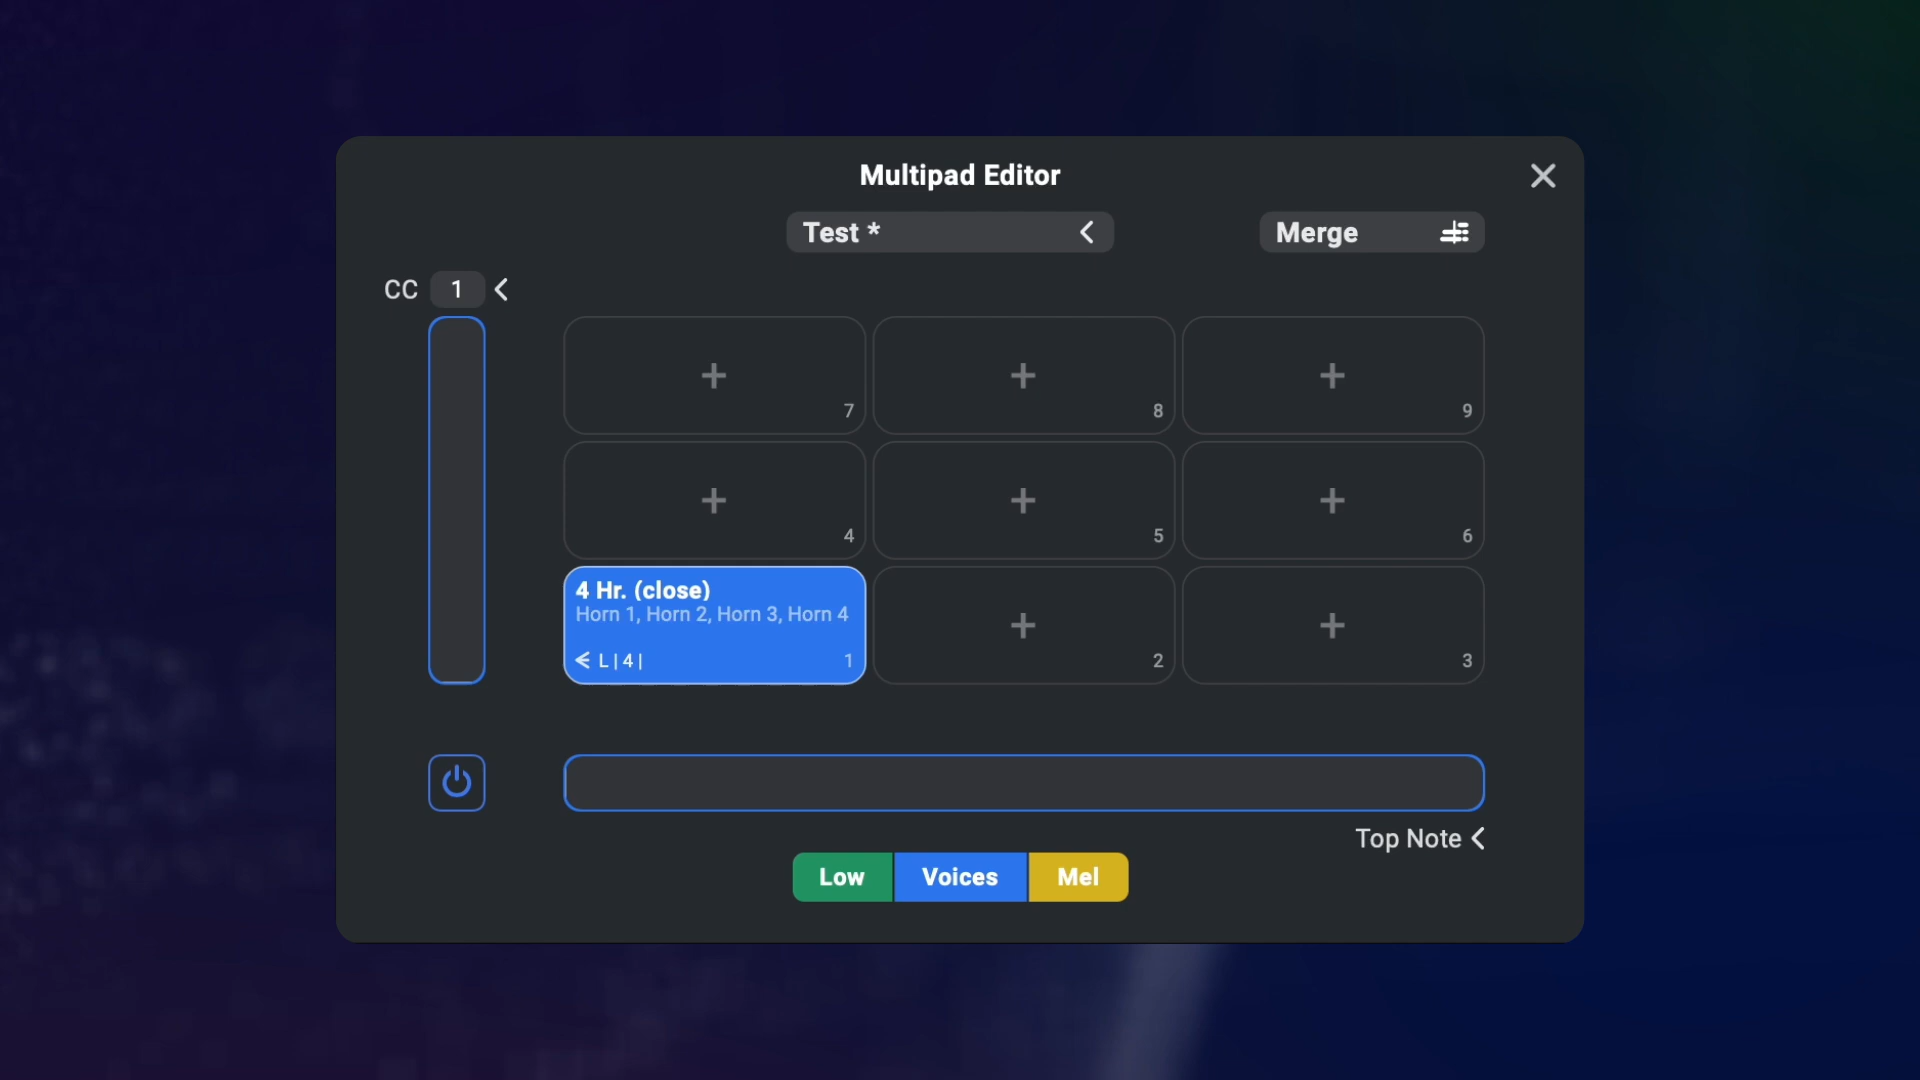 Multipad Editor
Test *
Merge
CC 1
7
8
9
4
5
6
4 Hr. (close)
Horn 1, Horn 2, Horn 3, Horn 4
L | 4 |
1
2
3
Top Note
Low
Voices
Mel